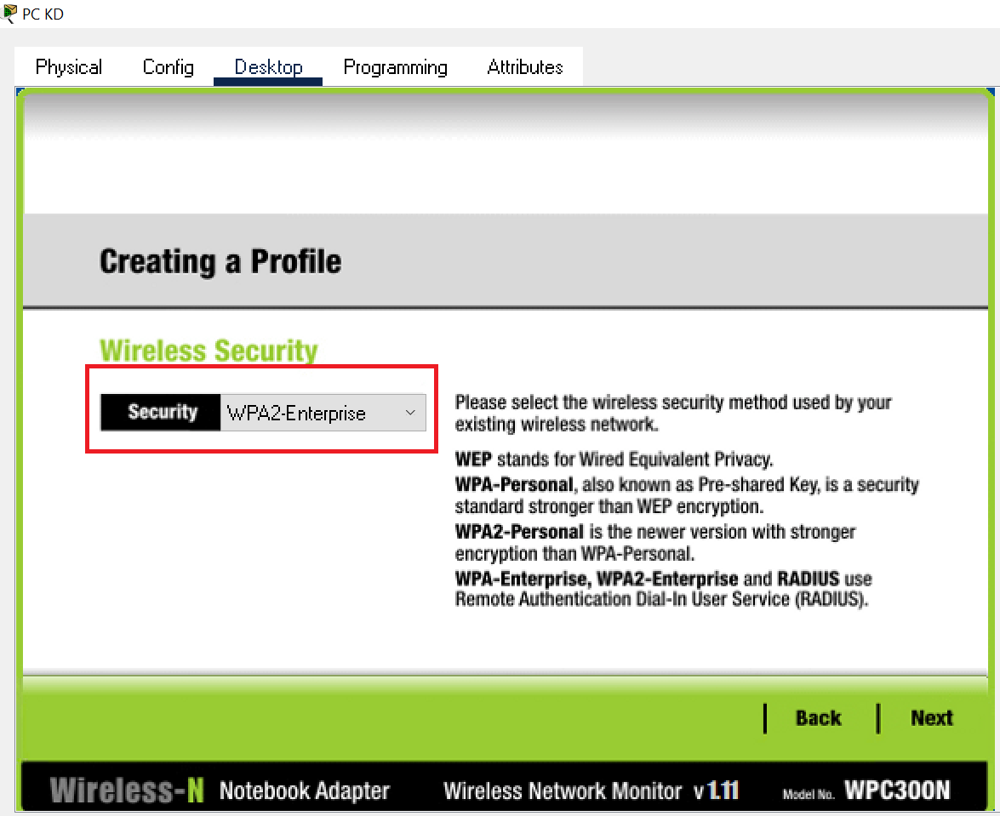 PC KD
Physical Config Desktop Programming Attributes
Creating a Profile
Wireless Security
Security WPA2-Enterprise
Please select the wireless security method used by your
existing wireless network.
WEP stands for Wired Equivalent Privacy.
WPA-Personal, also known as Pre-shared Key, is a security
standard stronger than WEP encryption.
WPA2-Personal is the newer version with stronger
encryption than WPA-Personal.
WPA-Enterprise, WPA2-Enterprise and RADIUS use
Remote Authentication Dial-In User Service (RADIUS).
Back Next
Wireless-N Notebook Adapter Wireless Network Monitor v1.11 Model No. WPC300N